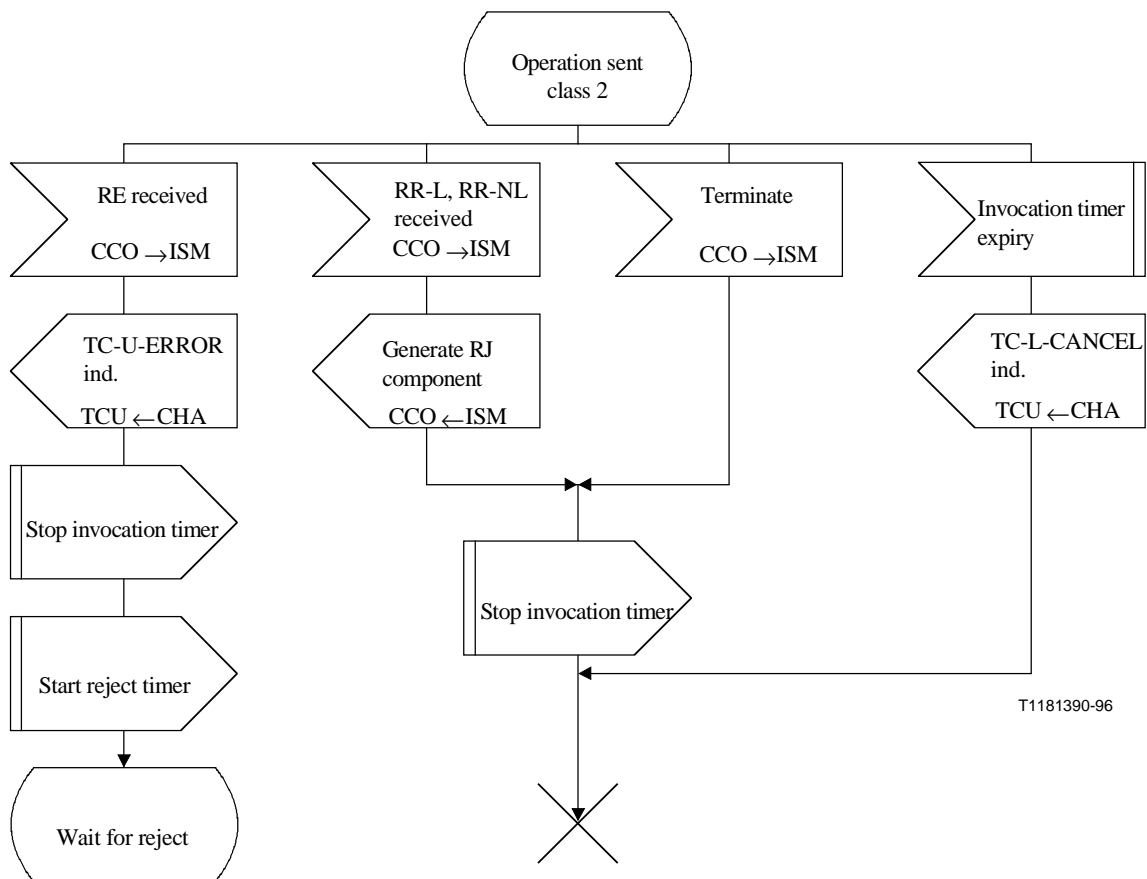 Operation sent
class 2
RE received
CCO →ISM
RR-L, RR-NL
received
CCO →ISM
Terminate
CCO →ISM
Invocation timer
expiry
TC-U-ERROR
ind.
TCU ←CHA
Generate RJ
component
CCO ←ISM
TC-L-CANCEL
ind.
TCU ←CHA
Stop invocation timer
Stop invocation timer
Start reject timer
T1181390-96
Wait for reject